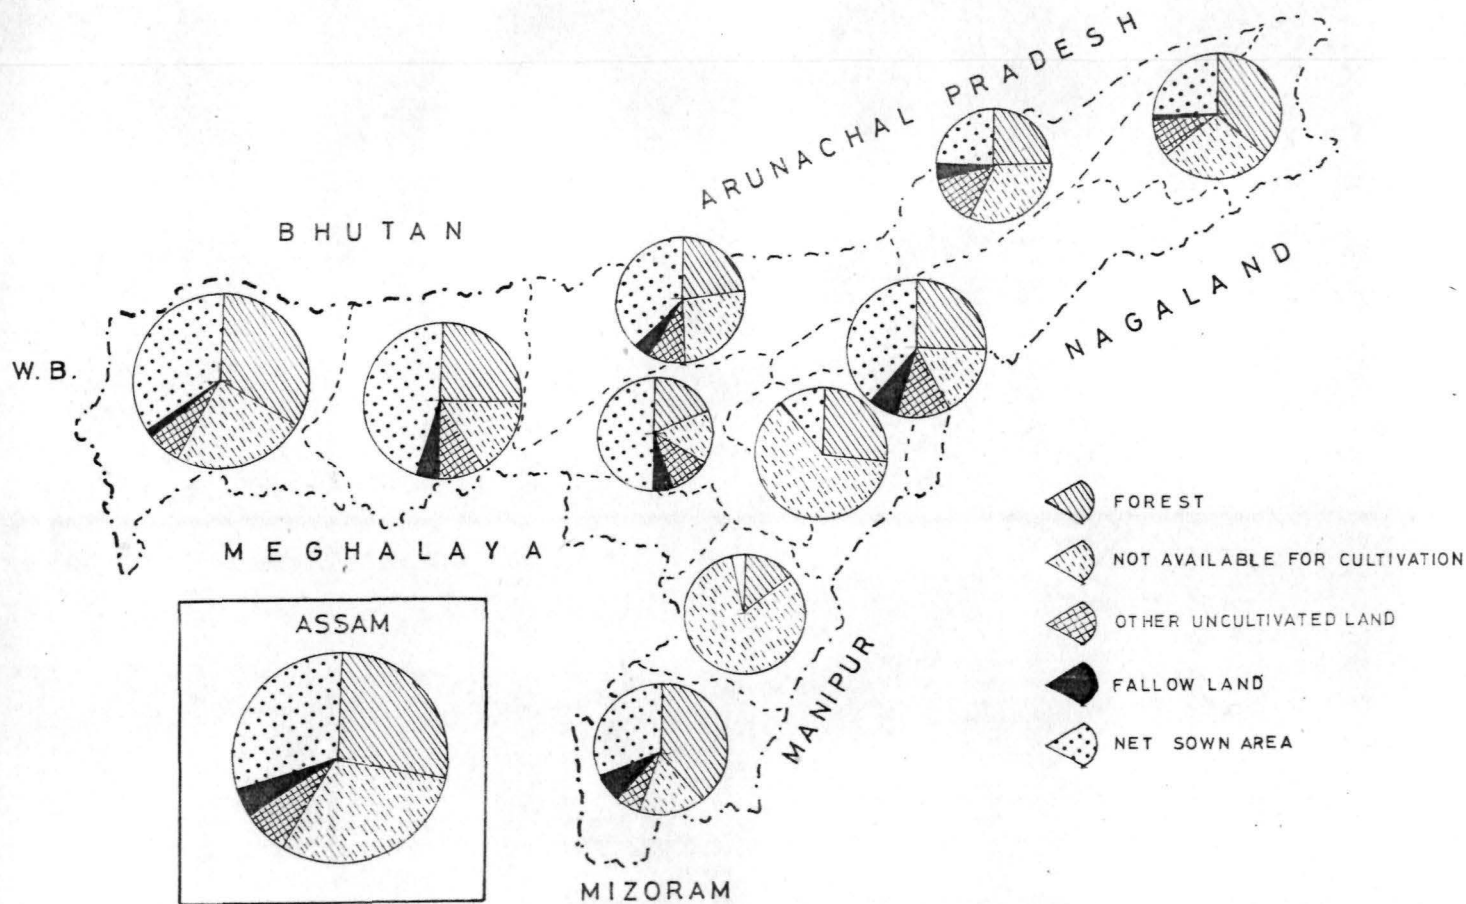 ARUNACHAL PRADESH
BHUTAN
NAGALAND
W.B.
MEGHALAYA
FOREST
NOT AVAILABLE FOR CULTIVATION
OTHER UNCULTIVATED LAND
FALLOW LAND
NET SOWN AREA
ASSAM
MANIPUR
MIZORAM